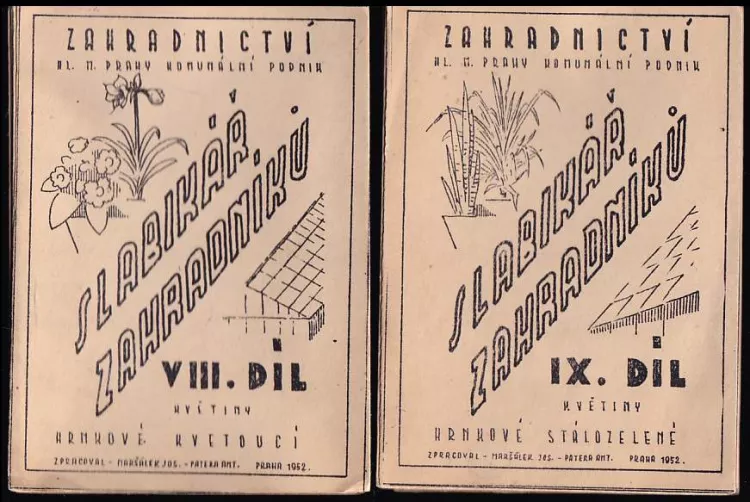 ZAHRADNICTVÍ
HL. M. PRAHY KOMUNÁLNÍ PODNIK
SLABIKÁŘ
ZAHRADNÍKŮ
VIII. DÍL
KVĚTINY
HRNKOVÉ KVETOUCÍ
ZPRACOVAL - MARŠÁLEK JOS. - PATERA ANT. PRAHA 1952.
ZAHRADNICTVÍ
HL. M. PRAHY KOMUNÁLNÍ PODNIK
SLABIKÁŘ
ZAHRADNÍKŮ
IX. DÍL
KVĚTINY
HRNKOVÉ STÁLOZELENÉ
ZPRACOVAL - MARŠÁLEK JOS. - PATERA ANT. PRAHA 1952.